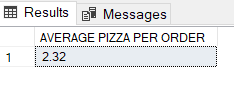 Results Messages
AVERAGE PIZZA PER ORDER
1 2.32